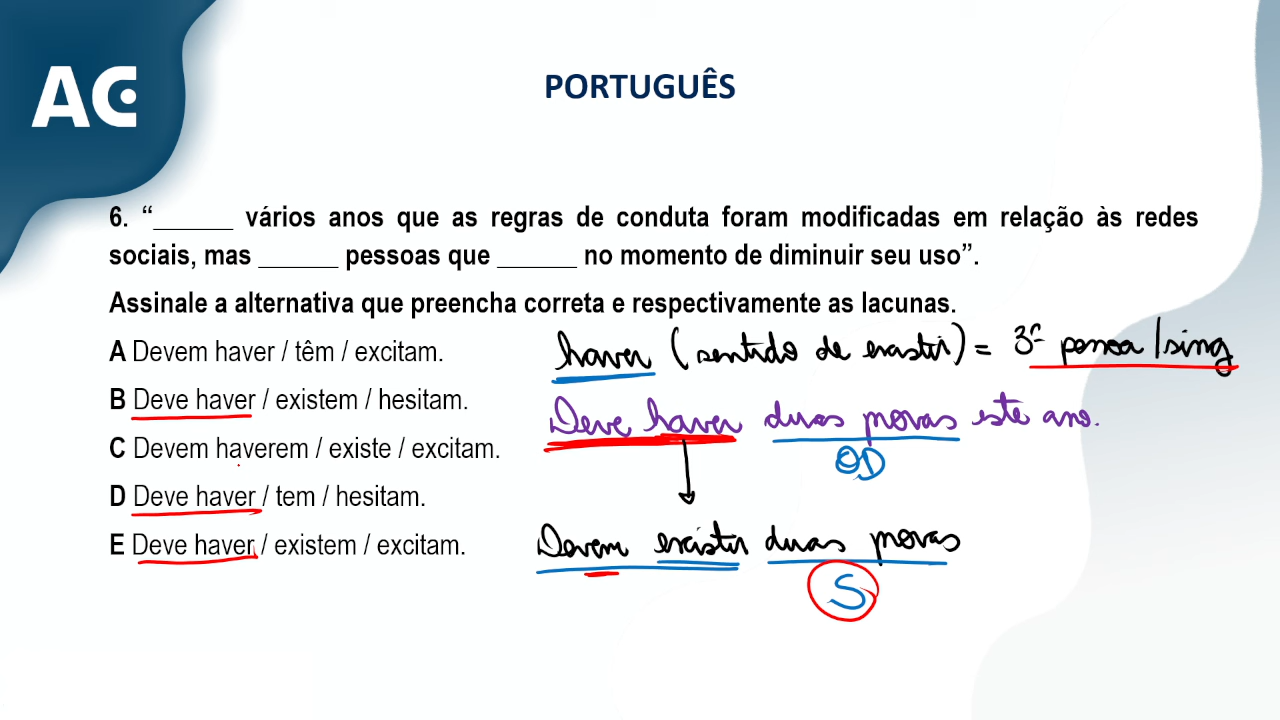 AC
PORTUGUÊS
6. “______ vários anos que as regras de conduta foram modificadas em relação às redes
sociais, mas ______ pessoas que ______ no momento de diminuir seu uso”.
Assinale a alternativa que preencha correta e respectivamente as lacunas.
A Devem haver / têm / excitam.
haver (sentido de existir) = 3ª pessoa / sing
B Deve haver / existem / hesitam.
Deve haver duas provas este ano.
C Devem haverem / existe / excitam.
OD
D Deve haver / tem / hesitam.
E Deve haver / existem / excitam.
Devem existir duas provas
S